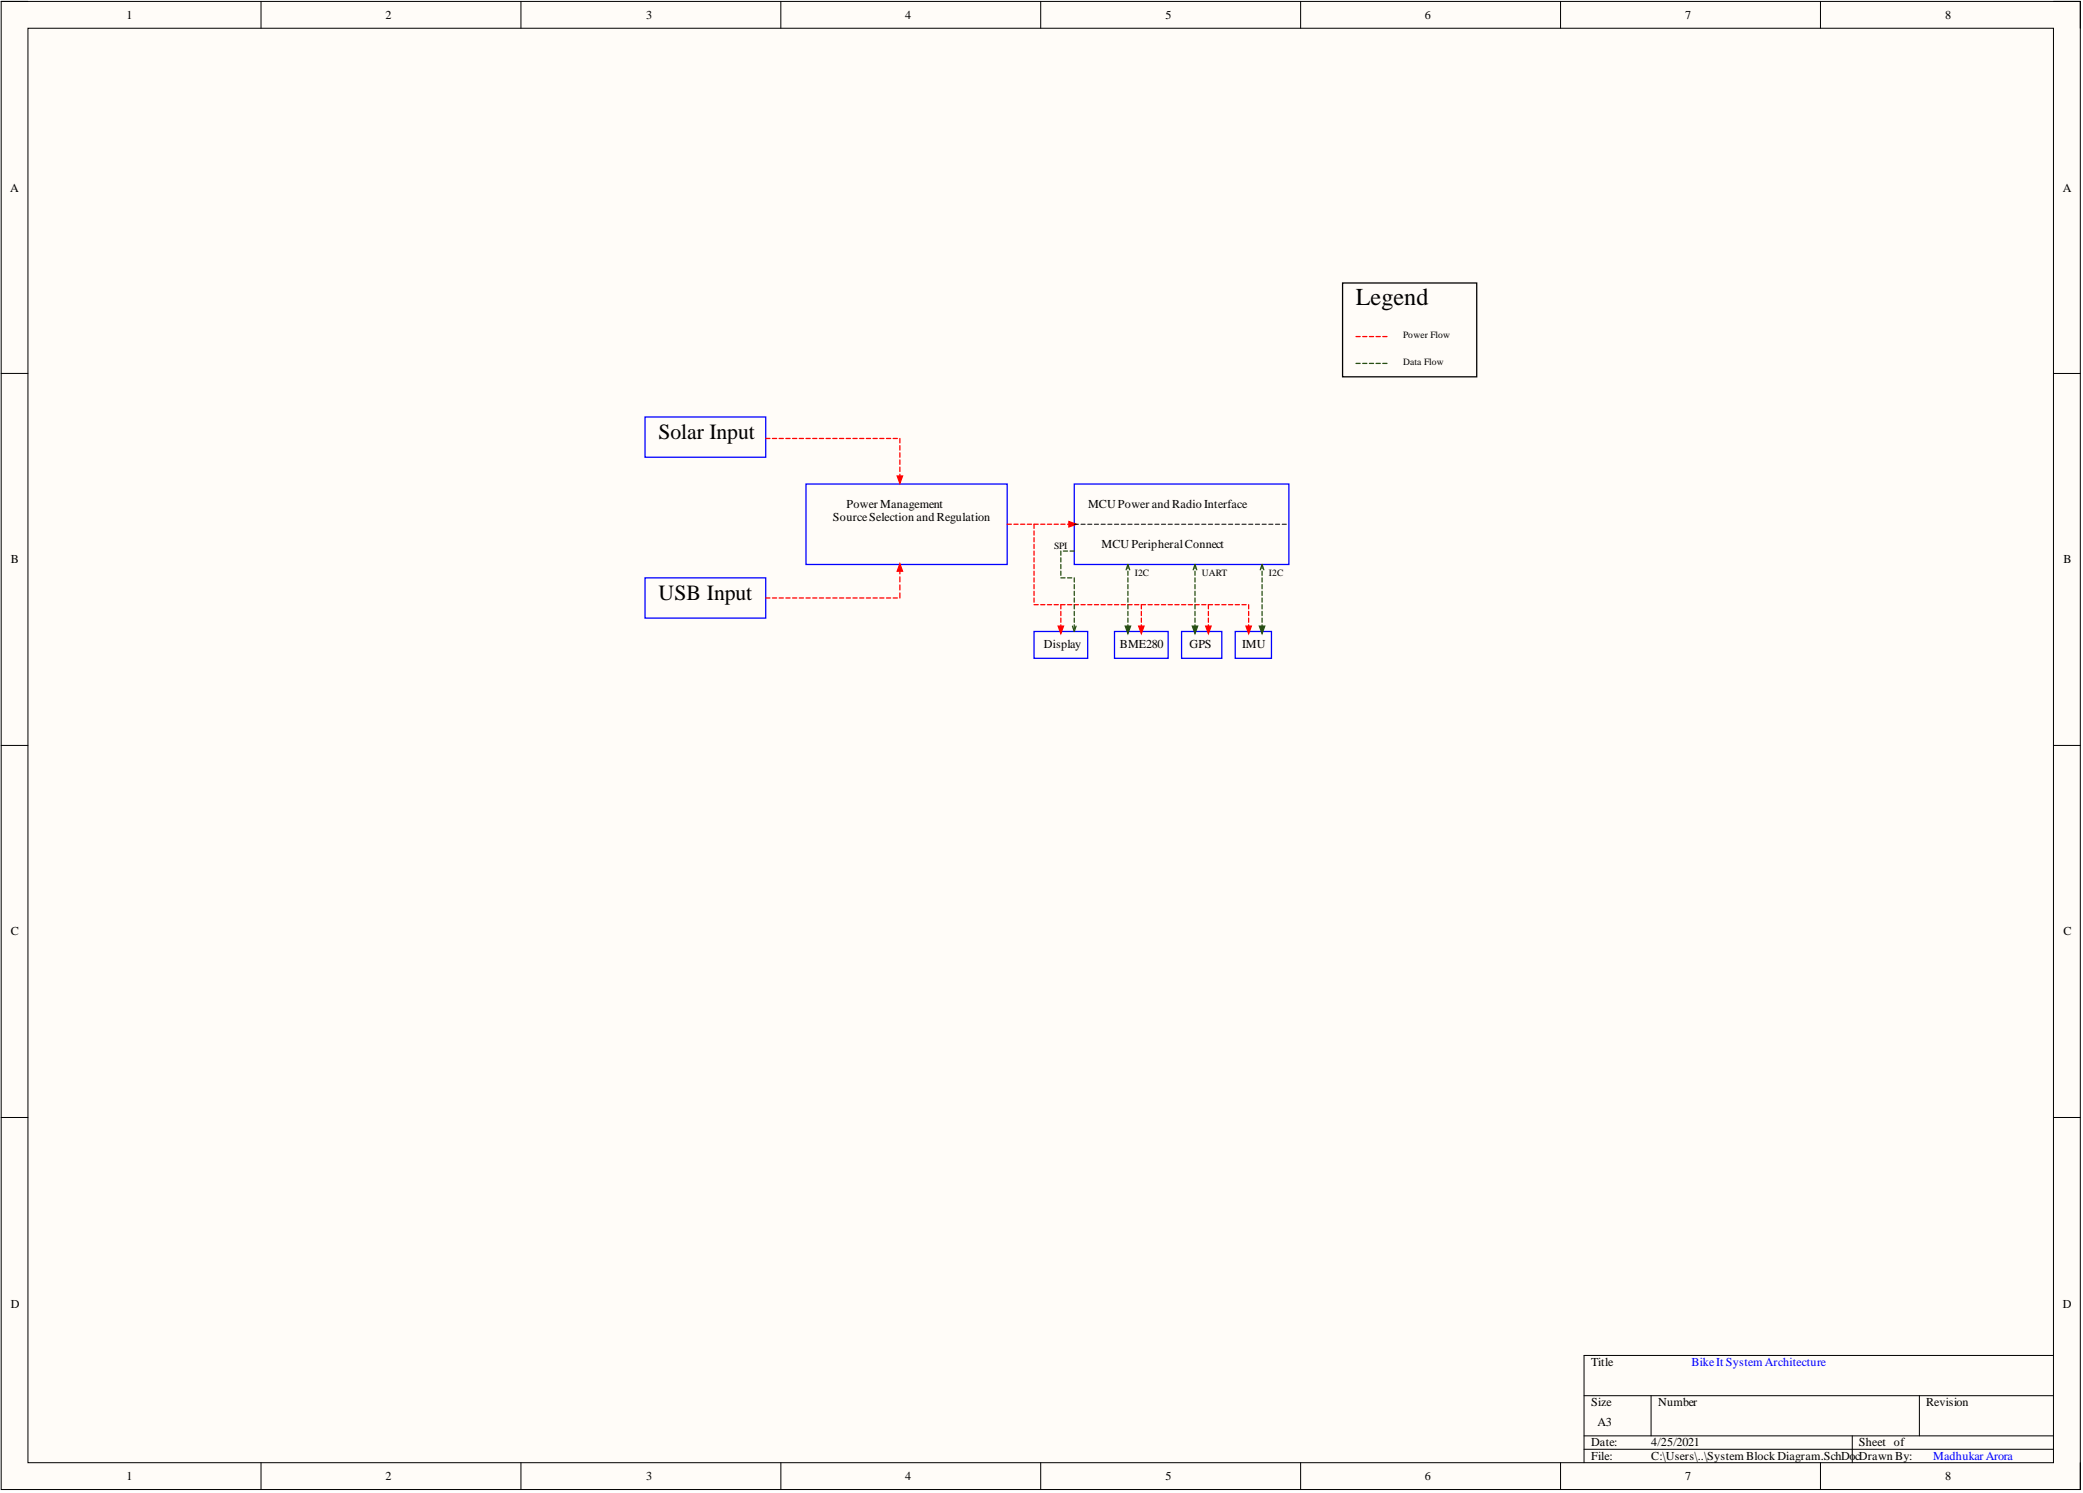 1 2 3 4 5 6 7 8
A A
Legend
Power Flow
Data Flow
Solar Input
Power Management
Source Selection and Regulation
MCU Power and Radio Interface
MCU Peripheral Connect
SPI
B B
I2C UART I2C
USB Input
Display BME280 GPS IMU
C C
D D
Title Bike It System Architecture
Size Number Revision
A3
Date: 4/25/2021 Sheet of
File: C:\Users\..\System Block Diagram.SchDoc Drawn By: Madhukar Arora
1 2 3 4 5 6 7 8